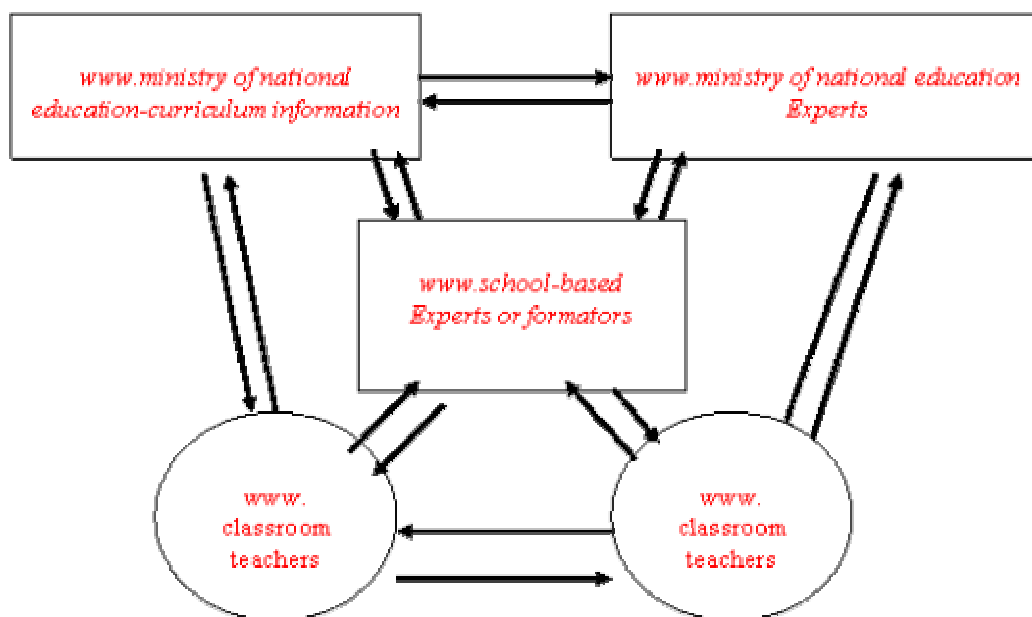 www.ministry of national
education-curriculum information
www.ministry of national education
Experts
www.school-based
Experts or formators
www.
classroom
teachers
www.
classroom
teachers